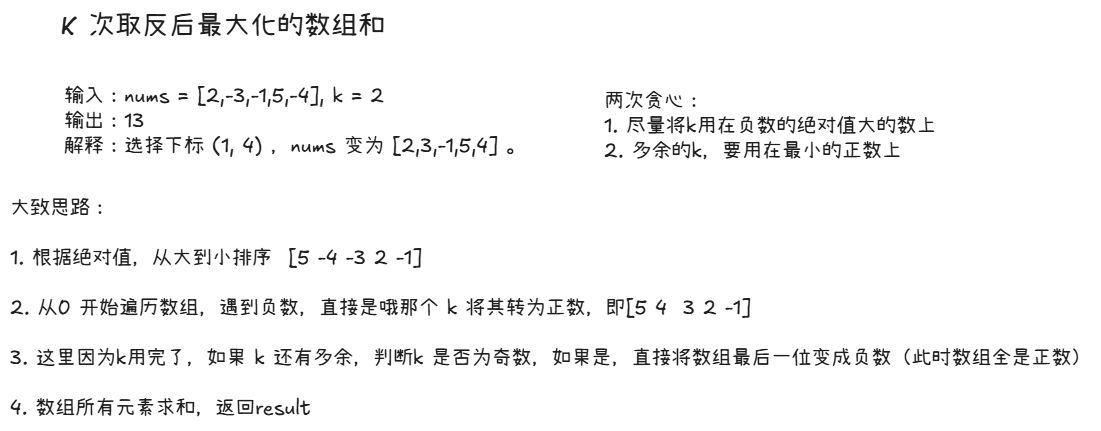 K 次取反后最大化的数组和
输入：nums = [2,-3,-1,5,-4], k = 2
输出：13
解释：选择下标 (1, 4) ，nums 变为 [2,3,-1,5,4] 。
两次贪心：
1. 尽量将k用在负数的绝对值大的数上
2. 多余的k，要用在最小的正数上
大致思路：
1. 根据绝对值，从大到小排序 [5 -4 -3 2 -1]
2. 从0 开始遍历数组，遇到负数，直接是哦那个 k 将其转为正数，即[5 4 3 2 -1]
3. 这里因为k用完了，如果 k 还有多余，判断k 是否为奇数，如果是，直接将数组最后一位变成负数（此时数组全是正数）
4. 数组所有元素求和，返回result